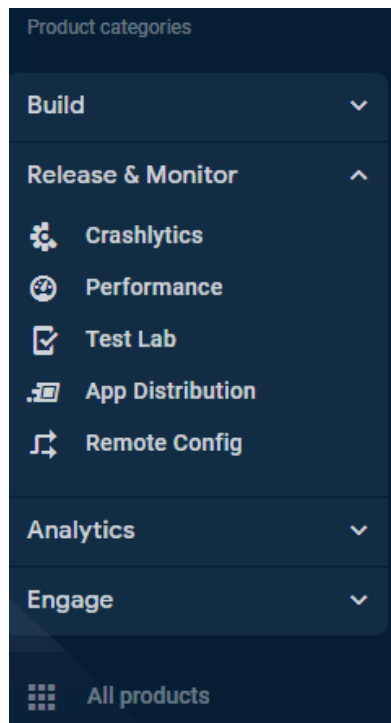 Product categories
Build
Release & Monitor
Crashlytics
Performance
Test Lab
App Distribution
Remote Config
Analytics
Engage
All products